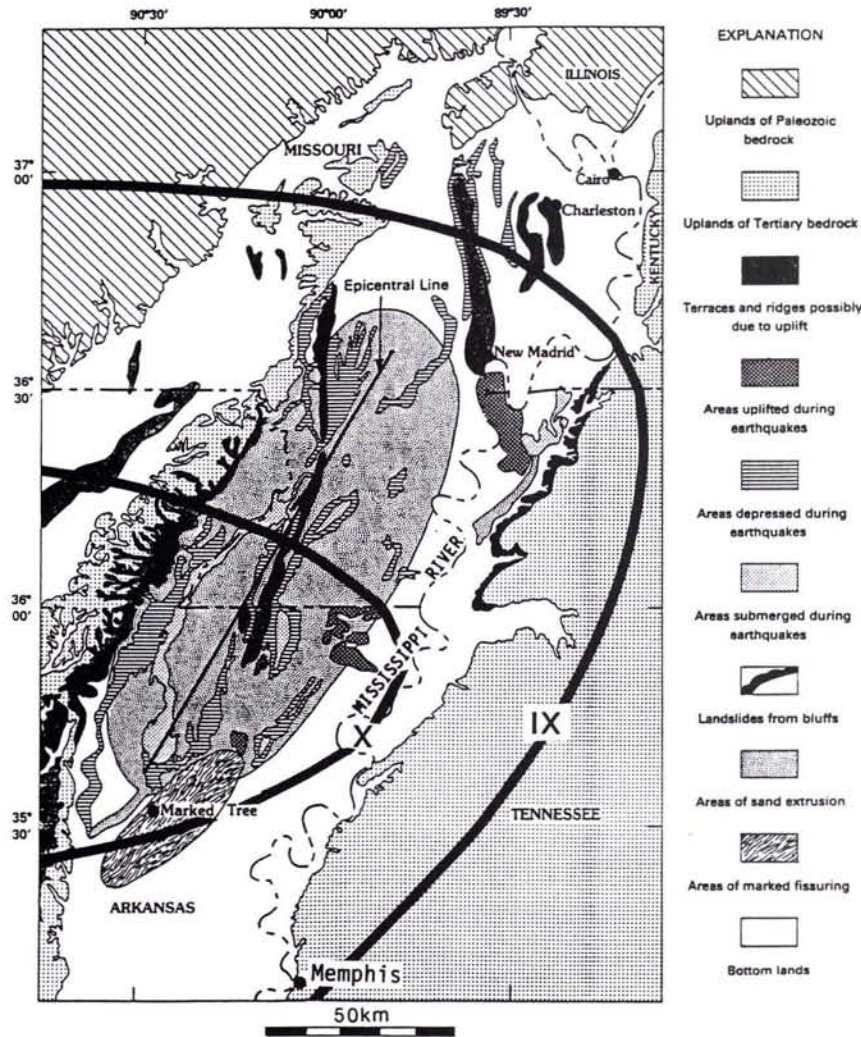 90°30' 90°00' 89°30'
EXPLANATION
ILLINOIS
Uplands of Paleozoic
bedrock
MISSOURI
37°
00'
Cairo
Charleston
KENTUCKY
Uplands of Tertiary bedrock
Epicentral Line
Terraces and ridges possibly
due to uplift
New Madrid
36°
30'
Areas uplifted during
earthquakes
Areas depressed during
earthquakes
MISSISSIPPI RIVER
36°
00'
Areas submerged during
earthquakes
X
IX
Landslides from bluffs
Marked Tree
TENNESSEE
35°
30'
Areas of sand extrusion
Areas of marked fissuring
ARKANSAS
Memphis
Bottom lands
50km